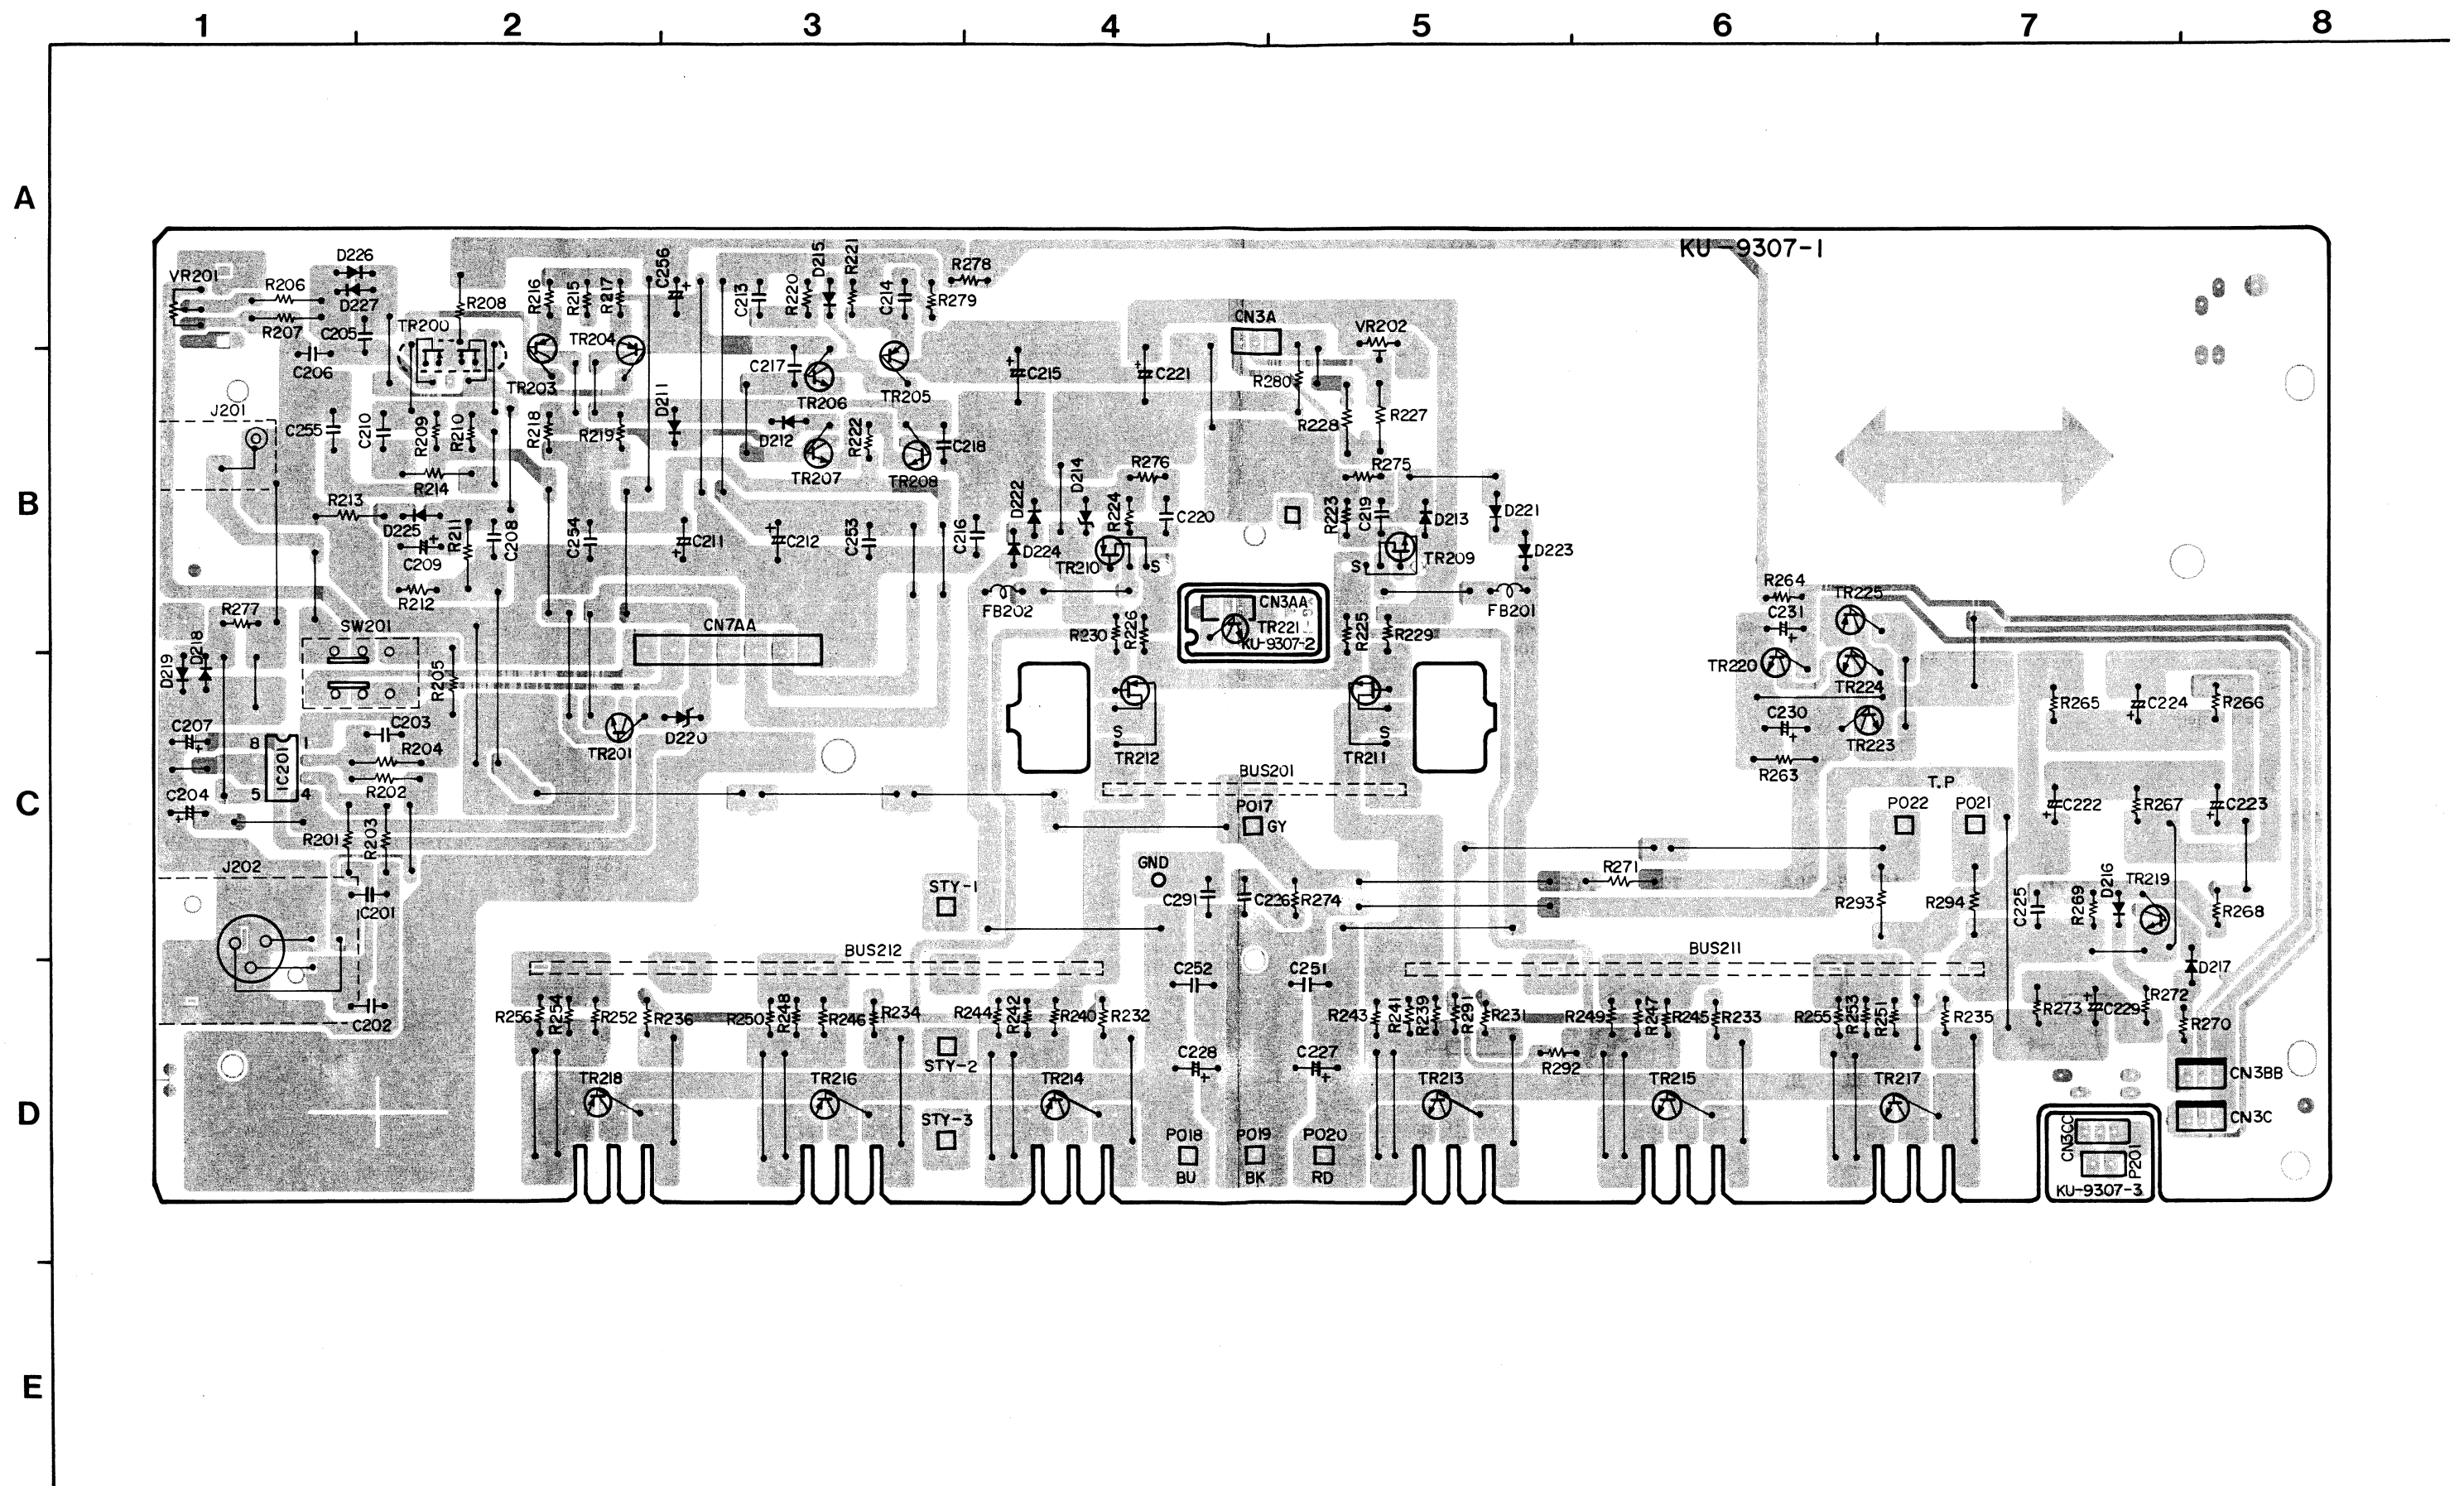 1 2 3 4 5 6 7 8
A
KU-9307-1
D226
VR201
R206
D227
R207
C205
R208
TR200
C206
R216
R215
R217
C256
+
C213
R220
D215
R221
C214
R278
R279
TR204
TR203
C217
TR206
TR205
+
C215
+
C221
CN3A
VR202
R280
R228
R227
J201
C255
C210
R209
R210
R218
R219
D211
D212
R222
C218
TR207
TR208
R214
B
R213
D225
R211
C208
+
C209
R212
C254
C211
+
+
C212
C253
C216
D222
D214
R276
R224
C220
D224
TR210
S
R275
R223
C219
D213
D221
S
TR209
D223
FB202
FB201
R277
SW201
CN7AA
R230
R226
CN3AA
TR221
KU-9307-2
R225
R229
R264
TR225
C231
+
TR220
TR224
D219
D218
R205
C207
+
C203
8
1
IC201
R204
5
4
R202
C204
+
TR201
D220
S
TR212
S
TR211
C230
+
TR223
R263
R265
C224
+
R266
C
BUS201
P017
GY
T.P
P022
P021
C222
+
R267
C223
+
R201
R203
J202
C201
STY-1
GND
C291
C226
R274
R271
R293
R294
C225
R269
D216
TR219
R268
BUS212
BUS211
C252
C251
D217
C202
R256
R254
R252
R236
R250
R248
R246
R234
R244
R242
R240
R232
R243
R241
R239
R291
R231
R249
R247
R245
R233
R255
R253
R251
R235
R273
+
C229
R272
R270
STY-2
C228
+
C227
+
R292
D
TR218
TR216
TR214
TR213
TR215
TR217
CN3BB
CN3C
STY-3
P018
P019
P020
BU
BK
RD
CN3CC
P201
KU-9307-3
E